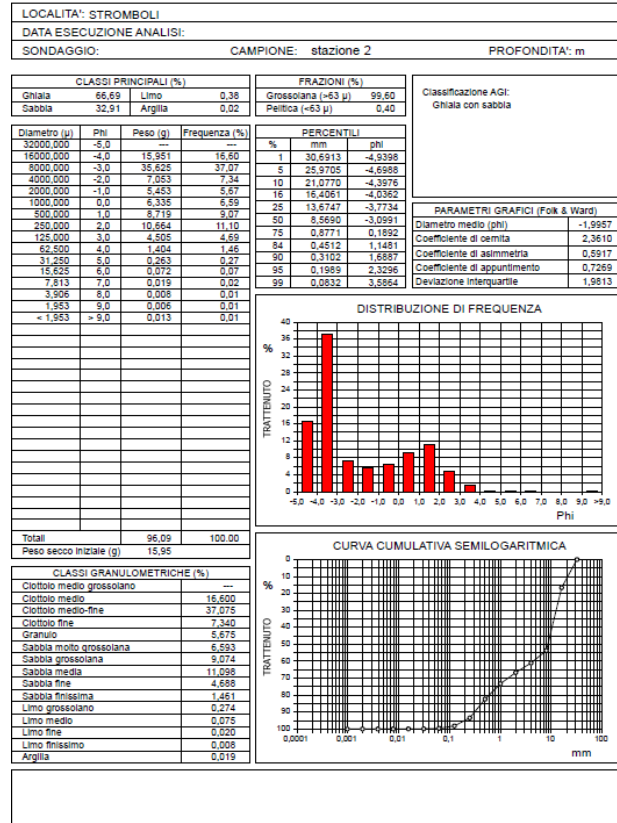 LOCALITA': STROMBOLI
DATA ESECUZIONE ANALISI:
SONDAGGIO: CAMPIONE: stazione 2 PROFONDITA': m
CLASSI PRINCIPALI (%)
Ghiaia 66,69 Limo 0,38
Sabbia 32,91 Argilla 0,02
FRAZIONI (%)
Grossolana (>63 µ) 99,60
Pelitica (<63 µ) 0,40
Classificazione AGI:
Ghiaia con sabbia
Diametro (µ) Phi Peso (g) Frequenza (%)
32000,000 -5,0 --- ---
16000,000 -4,0 15,951 16,60
8000,000 -3,0 35,625 37,07
4000,000 -2,0 7,053 7,34
2000,000 -1,0 5,453 5,67
1000,000 0,0 6,335 6,59
500,000 1,0 8,719 9,07
250,000 2,0 10,664 11,10
125,000 3,0 4,505 4,69
62,500 4,0 1,404 1,46
31,250 5,0 0,263 0,27
15,625 6,0 0,072 0,07
7,813 7,0 0,019 0,02
3,906 8,0 0,008 0,01
1,953 9,0 0,006 0,01
< 1,953 > 9,0 0,013 0,01
Totali 96,09 100.00
Peso secco iniziale (g) 15,95
PERCENTILI
% mm phi
1 30,6913 -4,9398
5 25,9705 -4,6988
10 21,0770 -4,3976
16 16,4061 -4,0362
25 13,6747 -3,7734
50 8,5690 -3,0991
75 0,8771 0,1892
84 0,4512 1,1481
90 0,3102 1,6887
95 0,1989 2,3296
99 0,0832 3,5864
PARAMETRI GRAFICI (Folk & Ward)
Diametro medio (phi) -1,9957
Coefficiente di cernita 2,3610
Coefficiente di asimmetria 0,5917
Coefficiente di appuntimento 0,7269
Deviazione interquartile 1,9813
DISTRIBUZIONE DI FREQUENZA
%
TRATTENUTO
40
36
32
28
24
20
16
12
8
4
0
-5,0 -4,0 -3,0 -2,0 -1,0 0,0 1,0 2,0 3,0 4,0 5,0 6,0 7,0 8,0 9,0 >9,0
Phi
CLASSI GRANULOMETRICHE (%)
Ciottolo medio grossolano ---
Ciottolo medio 16,600
Ciottolo medio-fine 37,075
Ciottolo fine 7,340
Granulo 5,675
Sabbia molto grossolana 6,593
Sabbia grossolana 9,074
Sabbia media 11,098
Sabbia fine 4,688
Sabbia finissima 1,461
Limo grossolano 0,274
Limo medio 0,075
Limo fine 0,020
Limo finissimo 0,008
Argilla 0,019
CURVA CUMULATIVA SEMILOGARITMICA
%
TRATTENUTO
0
10
20
30
40
50
60
70
80
90
100
0,0001 0,001 0,01 0,1 1 10 100
mm